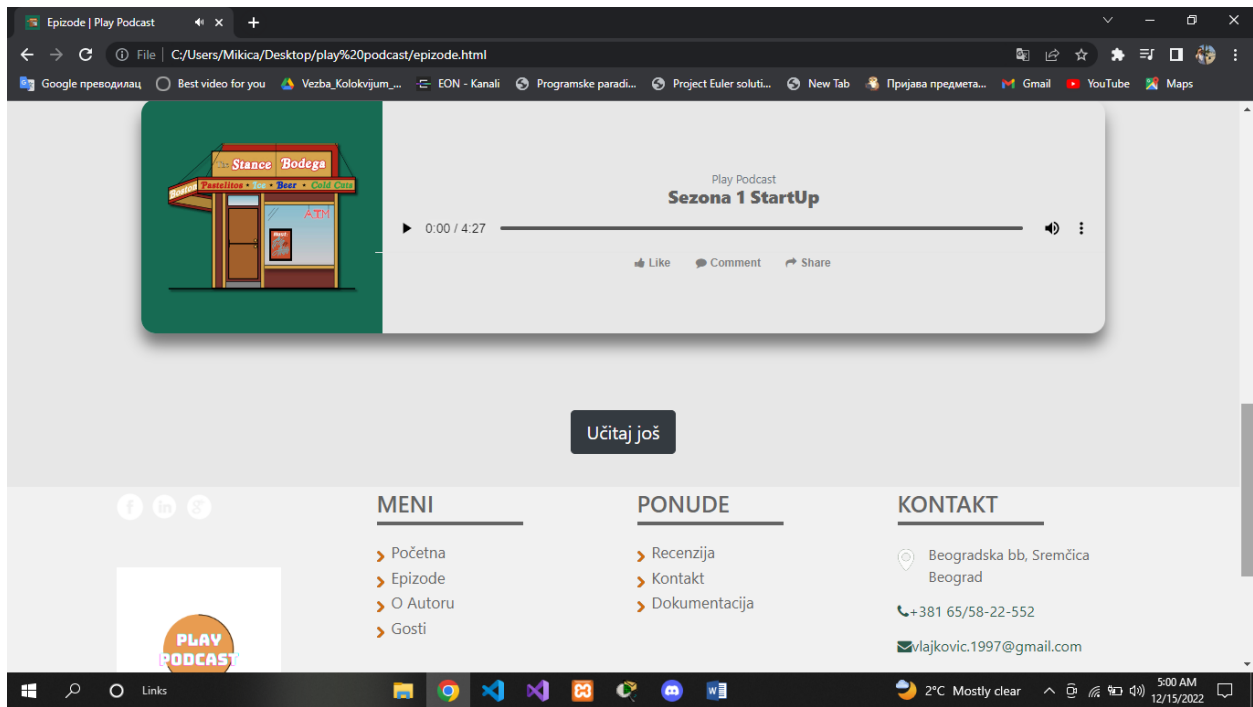 Epizode | Play Podcast
File
C:/Users/Mikica/Desktop/play%20podcast/epizode.html
Google преводилац
Best video for you
Vezba_Kolokvijum_...
EON - Kanali
Programske paradi...
Project Euler soluti...
New Tab
Пријава предмета...
Gmail
YouTube
Maps
Stance Bodega
Boston
Pastelitos • Ice • Beer • Cold Cuts
ATM
Play Podcast
Sezona 1 StartUp
0:00 / 4:27
Like
Comment
Share
Učitaj još
MENI
Početna
Epizode
O Autoru
Gosti
PONUDE
Recenzija
Kontakt
Dokumentacija
KONTAKT
Beogradska bb, Sremčica
Beograd
+381 65/58-22-552
vlajkovic.1997@gmail.com
PLAY
PODCAST
Links
2°C Mostly clear
5:00 AM
12/15/2022